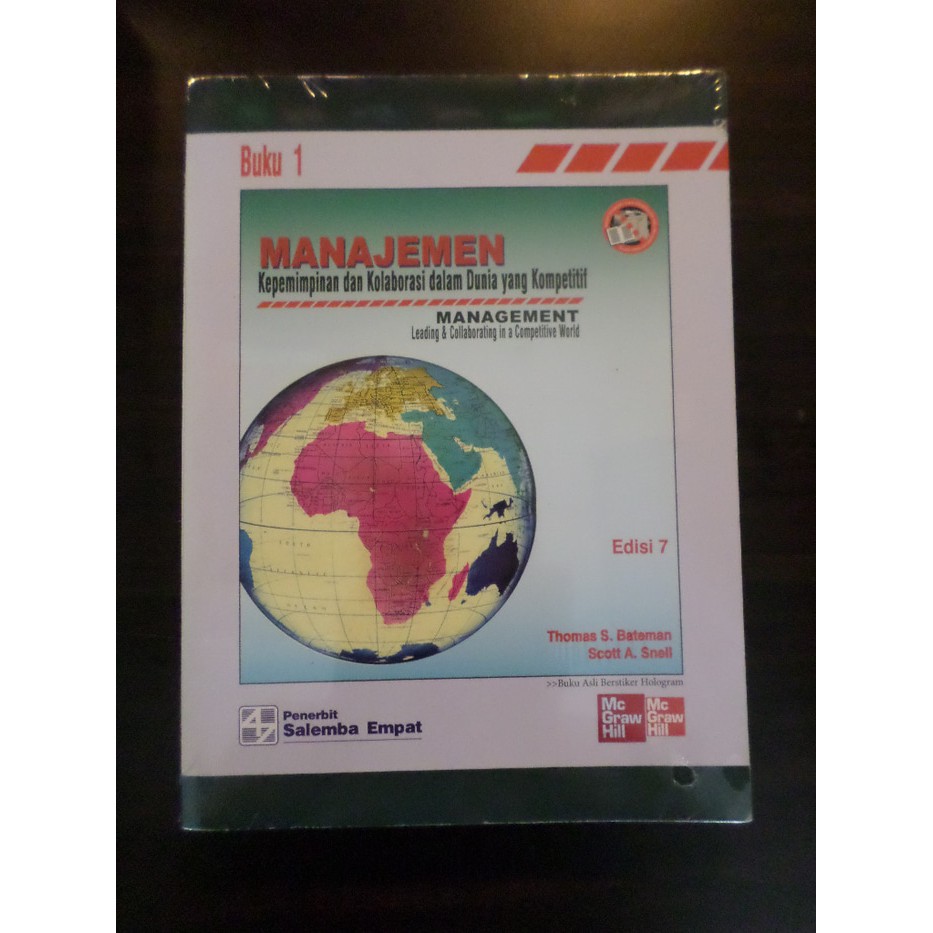 Buku 1
MANAJEMEN
Kepemimpinan dan Kolaborasi dalam Dunia yang Kompetitif
MANAGEMENT
Leading & Collaborating in a Competitive World
Edisi 7
Thomas S. Bateman
Scott A. Snell
>>Buku Asli Berstiker Hologram
Penerbit
Salemba Empat
Mc
Graw
Hill
Mc
Graw
Hill